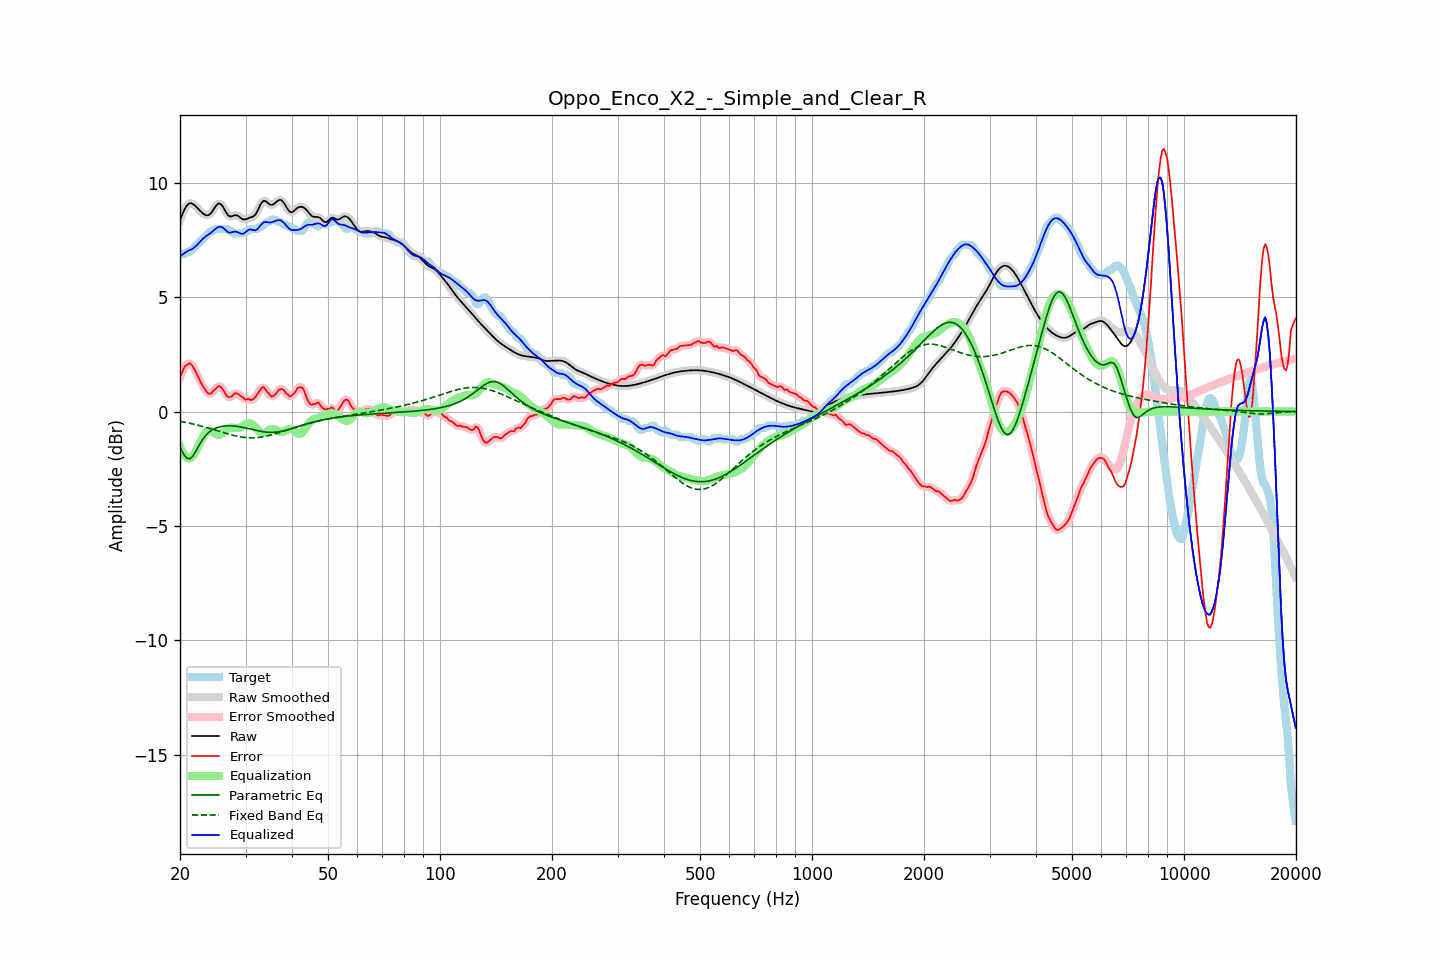 Oppo_Enco_X2_-_Simple_and_Clear_R
Amplitude (dBr)
10
5
0
−5
−10
−15
Target
Raw Smoothed
Error Smoothed
Raw
Error
Equalization
Parametric Eq
Fixed Band Eq
Equalized
20 50 100 200 500 1000 2000 5000 10000 20000
Frequency (Hz)